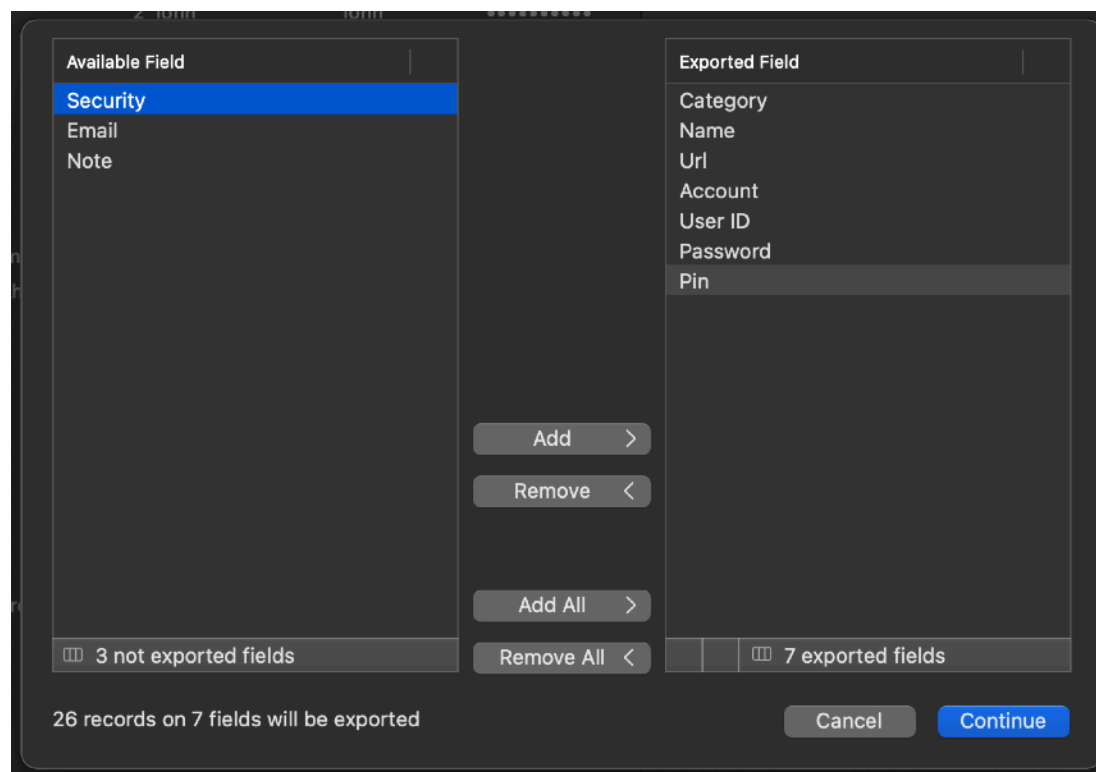 Available Field
Security
Email
Note
Add
Remove
Add All
Remove All
3 not exported fields
Exported Field
Category
Name
Url
Account
User ID
Password
Pin
7 exported fields
26 records on 7 fields will be exported
Cancel
Continue